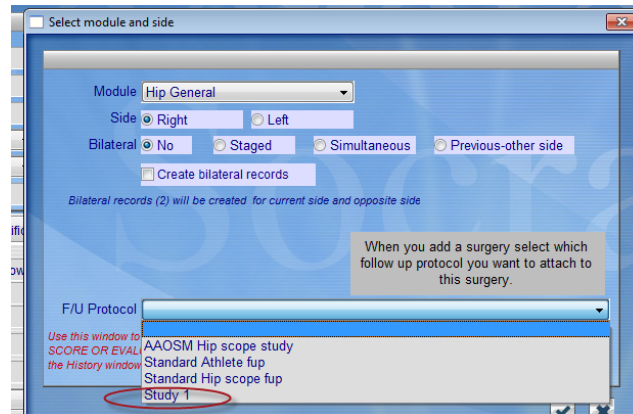 Select module and side
Module Hip General
Side Right Left
Bilateral No Staged Simultaneous Previous-other side
Create bilateral records
Bilateral records (2) will be created for current side and opposite side
When you add a surgery select which
follow up protocol you want to attach to
this surgery.
F/U Protocol
Use this window to
SCORE OR EVAL
the History window
AAOSM Hip scope study
Standard Athlete fup
Standard Hip scope fup
Study 1